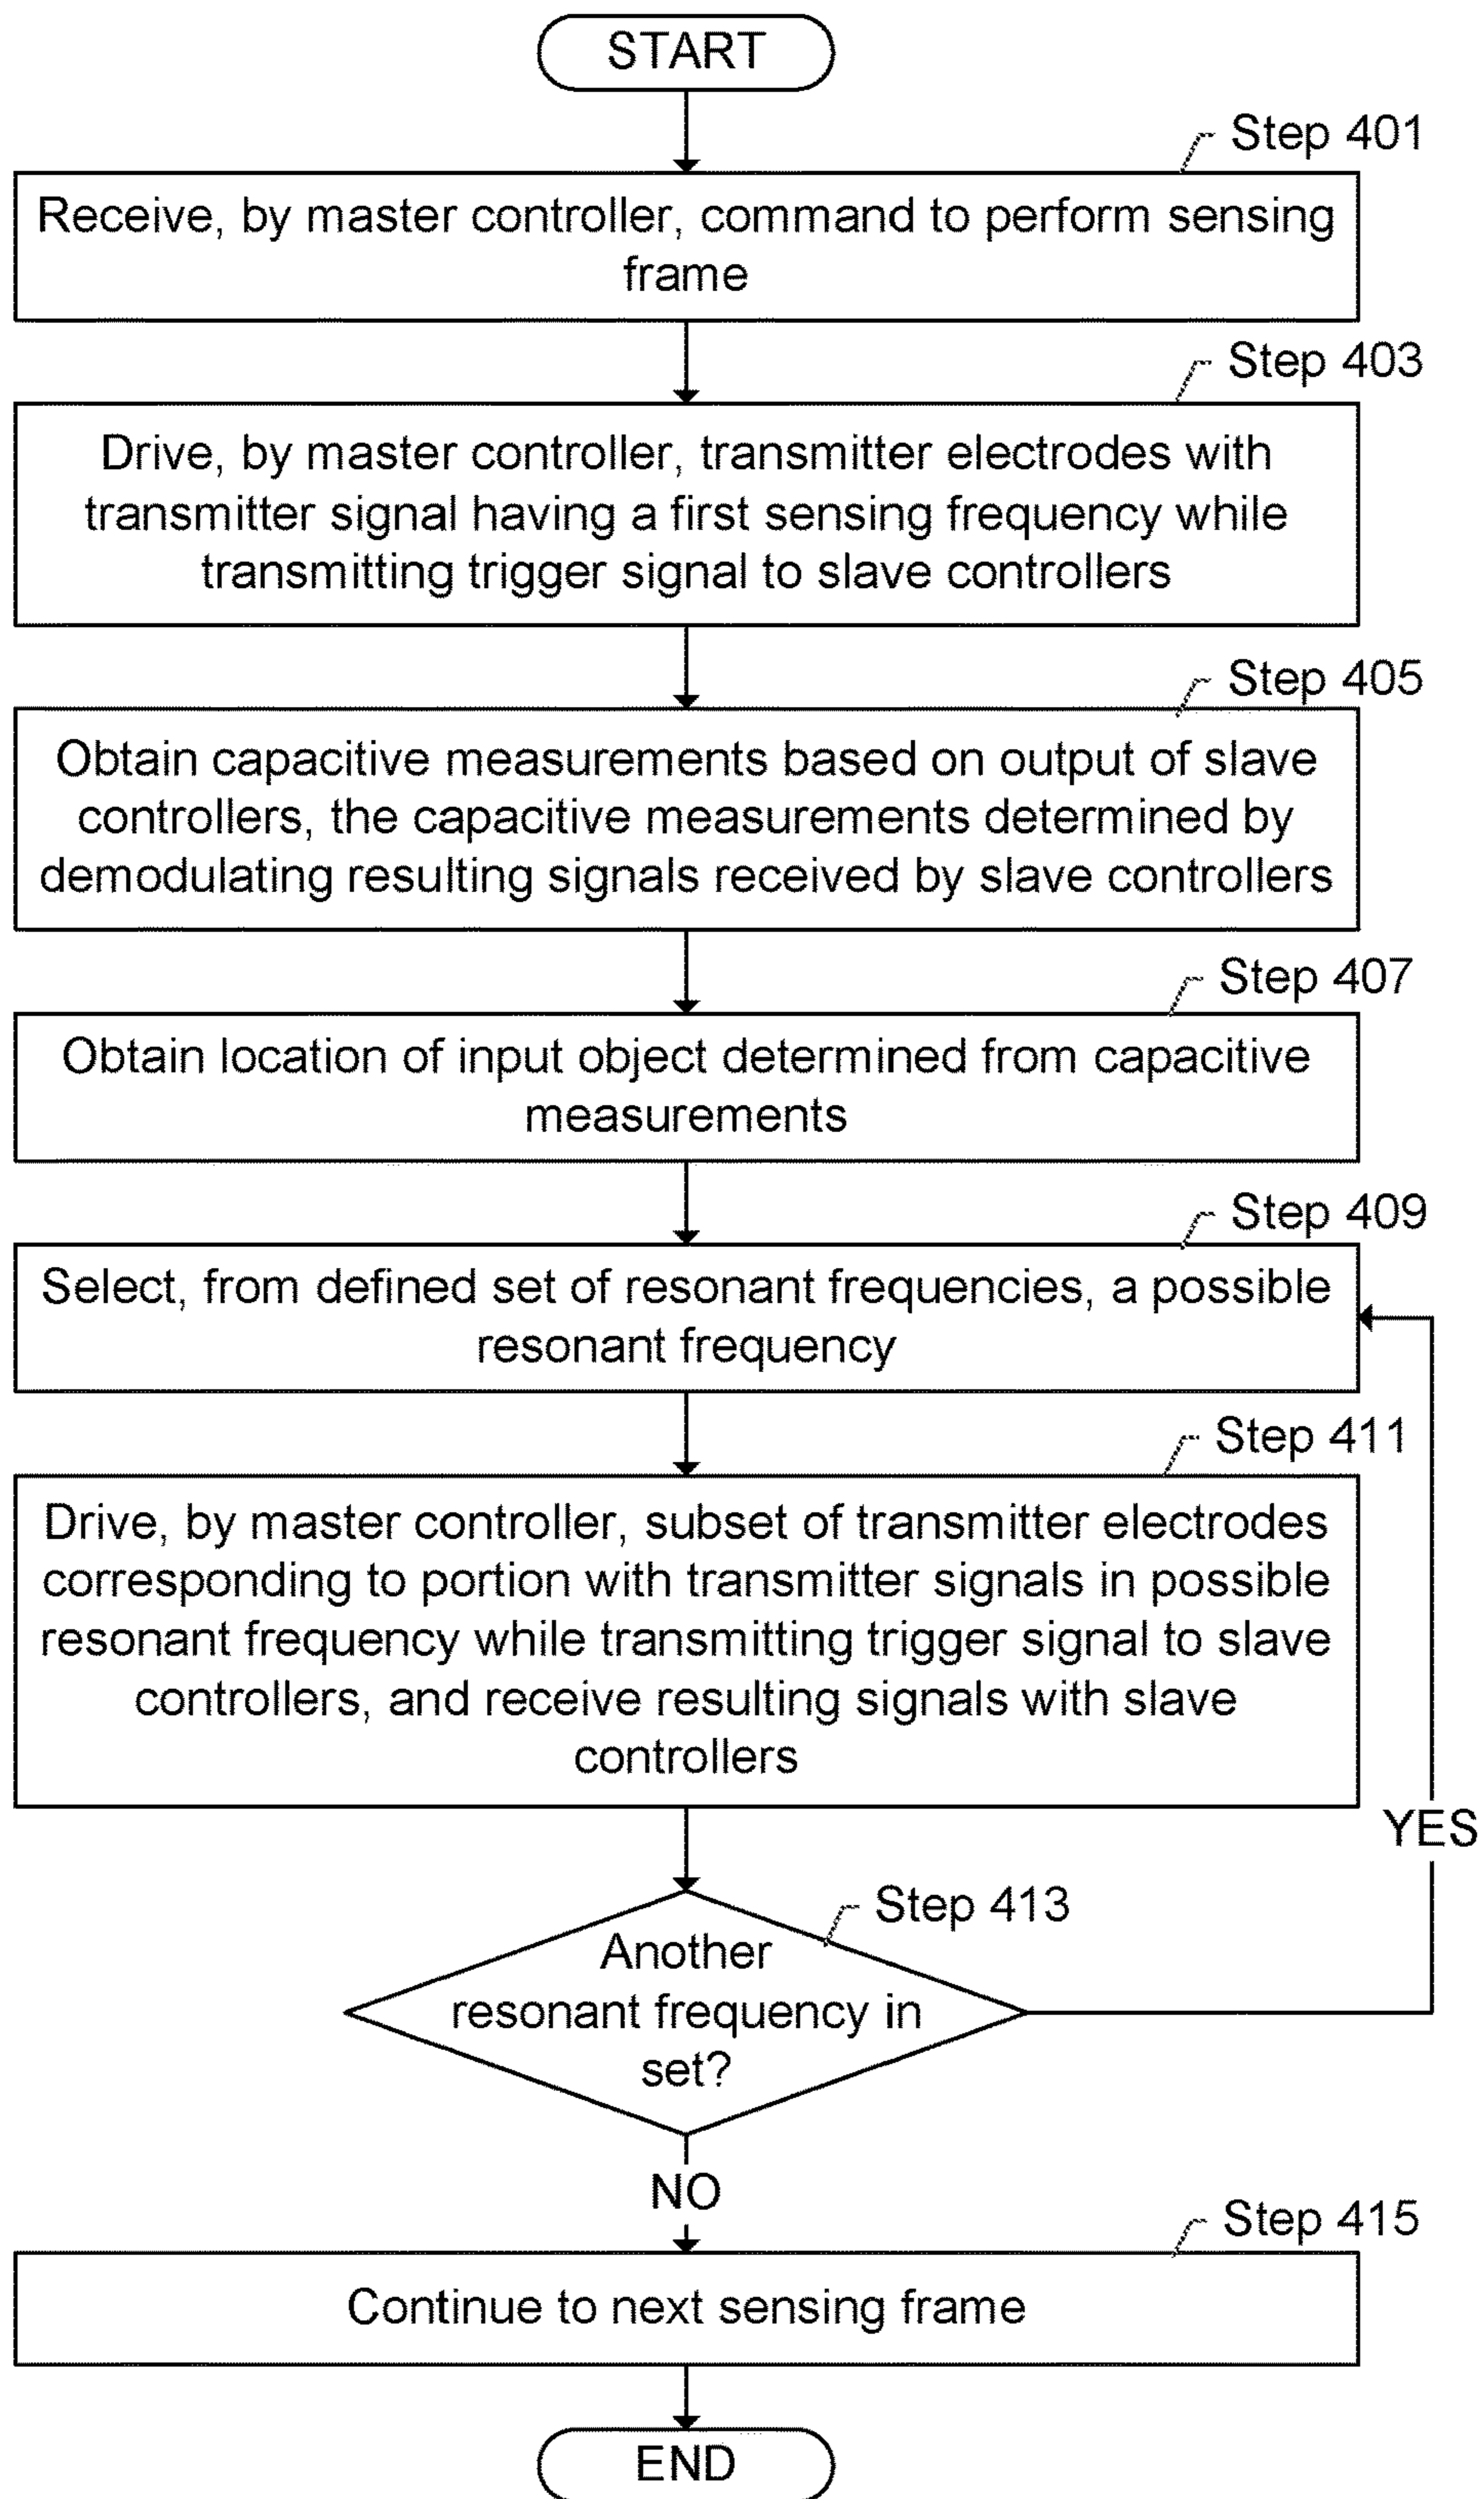 START
Step 401
Receive, by master controller, command to perform sensing
frame
Step 403
Drive, by master controller, transmitter electrodes with
transmitter signal having a first sensing frequency while
transmitting trigger signal to slave controllers
Step 405
Obtain capacitive measurements based on output of slave
controllers, the capacitive measurements determined by
demodulating resulting signals received by slave controllers
Step 407
Obtain location of input object determined from capacitive
measurements
Step 409
Select, from defined set of resonant frequencies, a possible
resonant frequency
Step 411
Drive, by master controller, subset of transmitter electrodes
corresponding to portion with transmitter signals in possible
resonant frequency while transmitting trigger signal to slave
controllers, and receive resulting signals with slave
controllers
YES
Step 413
Another
resonant frequency in
set?
NO
Step 415
Continue to next sensing frame
END